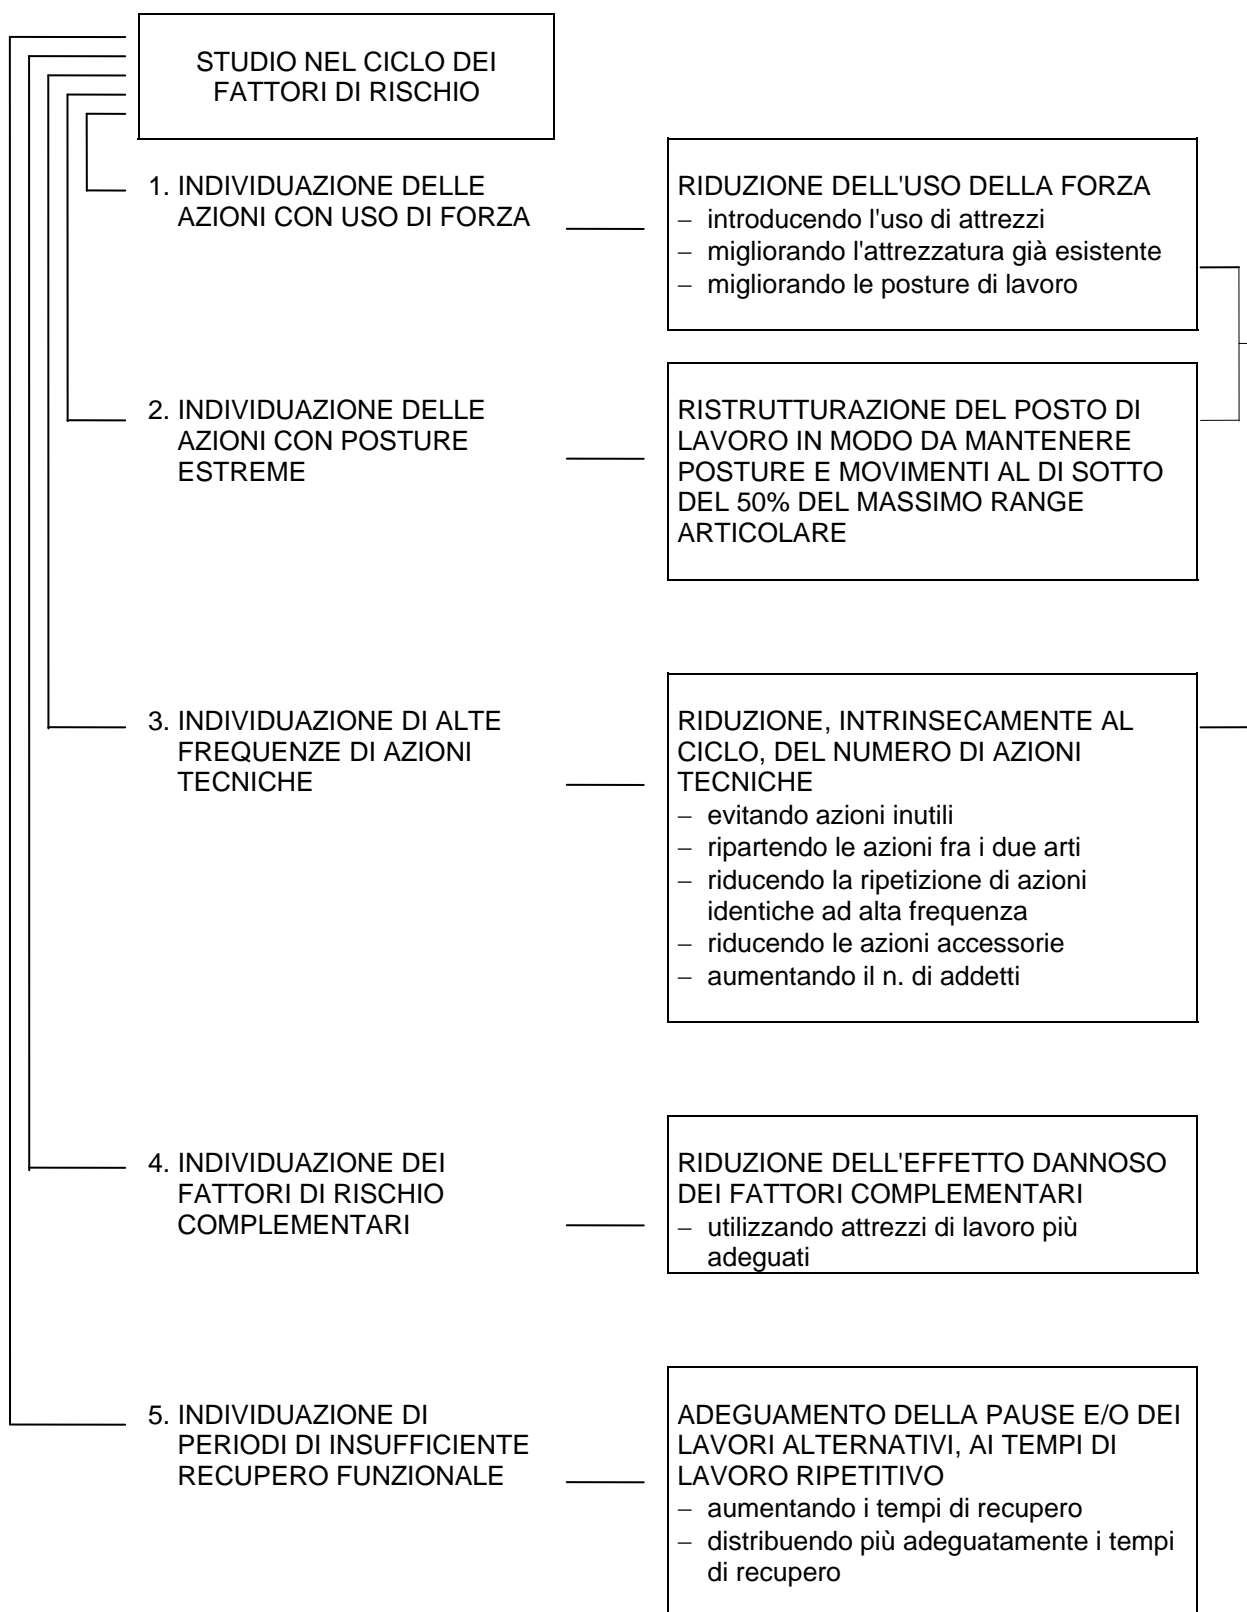 STUDIO NEL CICLO DEI
FATTORI DI RISCHIO
1. INDIVIDUAZIONE DELLE
AZIONI CON USO DI FORZA
RIDUZIONE DELL'USO DELLA FORZA
− introducendo l'uso di attrezzi
− migliorando l'attrezzatura già esistente
− migliorando le posture di lavoro
2. INDIVIDUAZIONE DELLE
AZIONI CON POSTURE
ESTREME
RISTRUTTURAZIONE DEL POSTO DI
LAVORO IN MODO DA MANTENERE
POSTURE E MOVIMENTI AL DI SOTTO
DEL 50% DEL MASSIMO RANGE
ARTICOLARE
3. INDIVIDUAZIONE DI ALTE
FREQUENZE DI AZIONI
TECNICHE
RIDUZIONE, INTRINSECAMENTE AL
CICLO, DEL NUMERO DI AZIONI
TECNICHE
− evitando azioni inutili
− ripartendo le azioni fra i due arti
− riducendo la ripetizione di azioni
identiche ad alta frequenza
− riducendo le azioni accessorie
− aumentando il n. di addetti
4. INDIVIDUAZIONE DEI
FATTORI DI RISCHIO
COMPLEMENTARI
RIDUZIONE DELL'EFFETTO DANNOSO
DEI FATTORI COMPLEMENTARI
− utilizzando attrezzi di lavoro più
adeguati
5. INDIVIDUAZIONE DI
PERIODI DI INSUFFICIENTE
RECUPERO FUNZIONALE
ADEGUAMENTO DELLA PAUSE E/O DEI
LAVORI ALTERNATIVI, AI TEMPI DI
LAVORO RIPETITIVO
− aumentando i tempi di recupero
− distribuendo più adeguatamente i tempi
di recupero